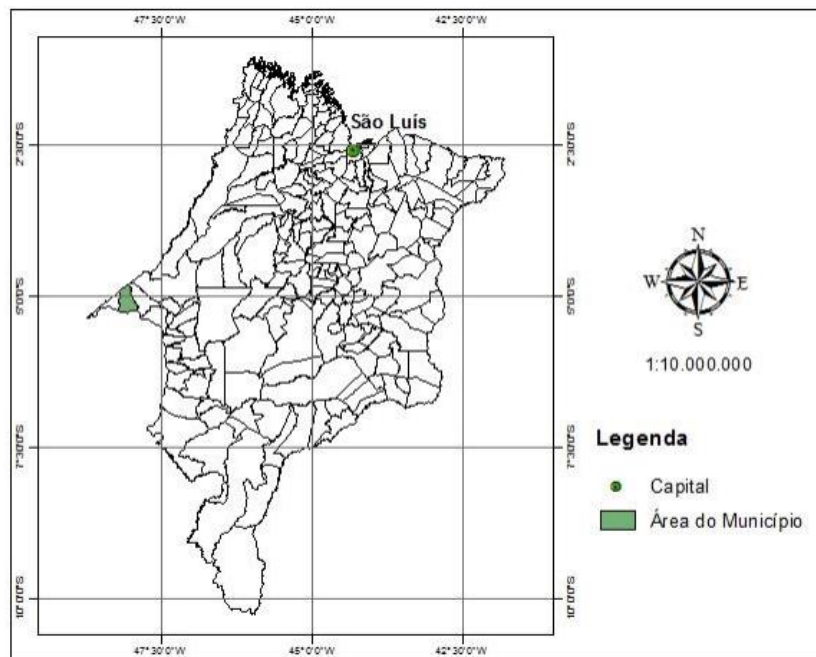 47°30'0"W 45°0'0"W 42°30'0"W
São Luís
2°30'0"S 2°30'0"S
5°0'0"S 5°0'0"S
7°30'0"S 7°30'0"S
10°0'0"S 10°0'0"S
47°30'0"W 45°0'0"W 42°30'0"W
N
W E
S
1:10.000.000
Legenda
Capital
Área do Município